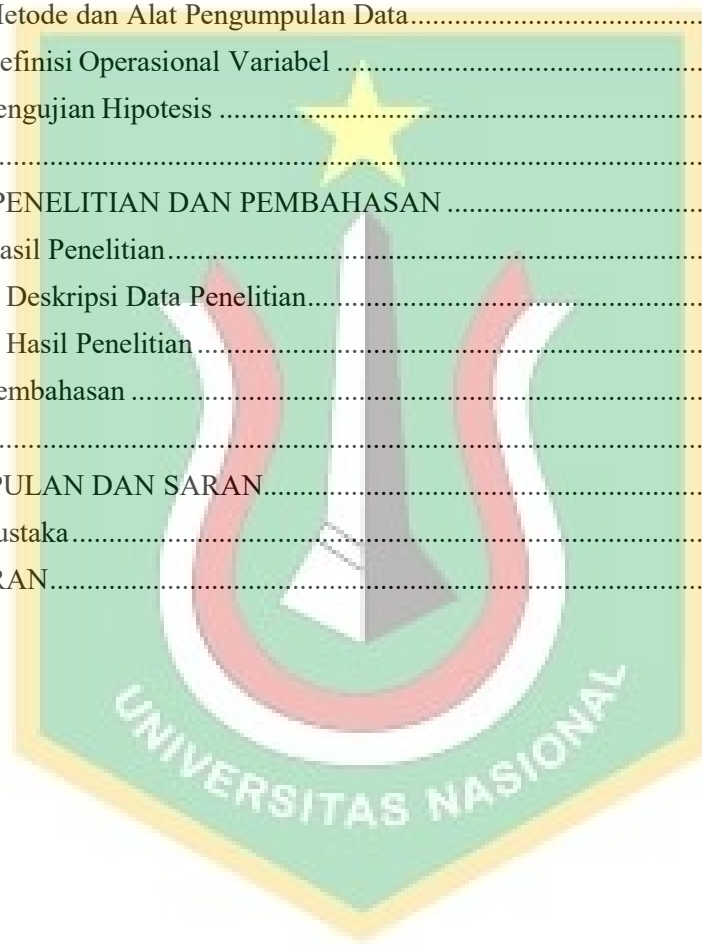 etode dan Alat Pengumpulan Data........................................
efinisi Operasional Variabel ................................................
engujian Hipotesis ................................................................
............................................................................................
PENELITIAN DAN PEMBAHASAN ..................................
asil Penelitian.......................................................................
Deskripsi Data Penelitian.....................................................
Hasil Penelitian ....................................................................
embahasan ............................................................................
............................................................................................
PULAN DAN SARAN...........................................................
ustaka ....................................................................................
RAN.......................................................................................
UNIVERSITAS NASIONAL